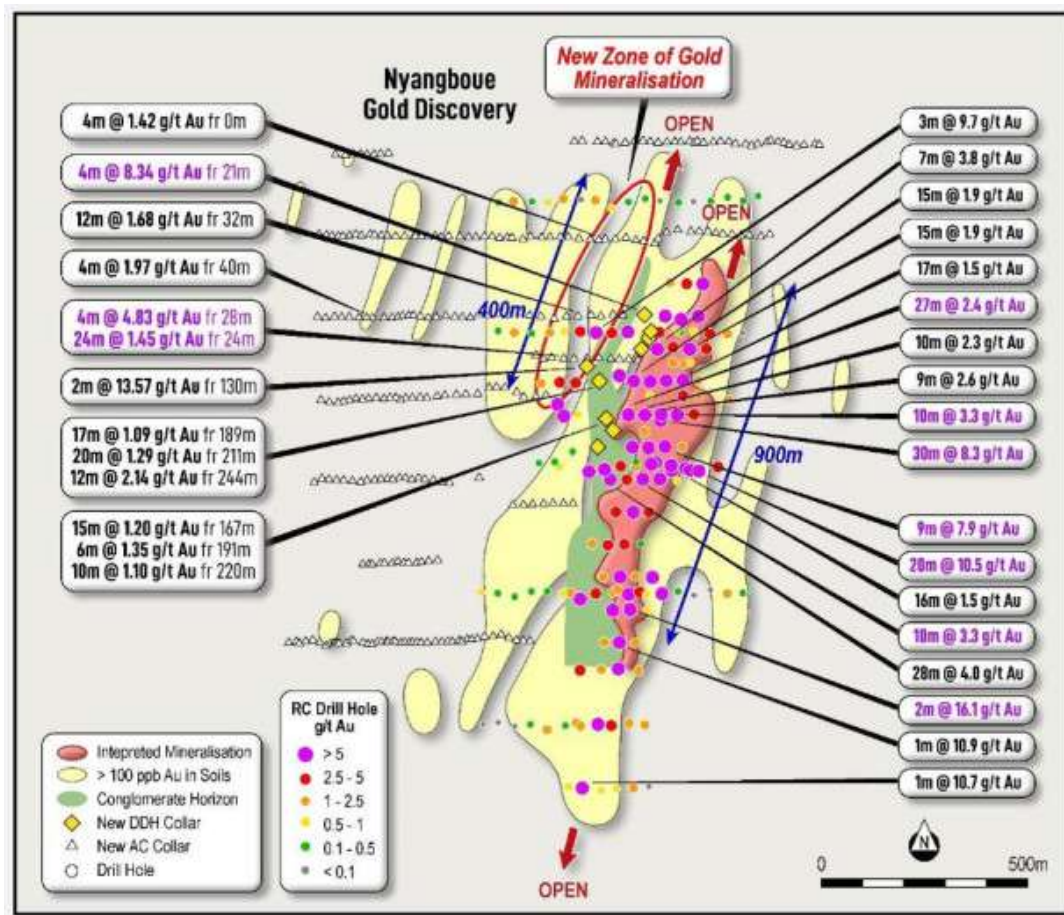 Nyangboue
Gold Discovery
New Zone of Gold
Mineralisation
OPEN
OPEN
4m @ 1.42 g/t Au fr 0m
4m @ 8.34 g/t Au fr 21m
12m @ 1.68 g/t Au fr 32m
4m @ 1.97 g/t Au fr 40m
4m @ 4.83 g/t Au fr 28m
24m @ 1.45 g/t Au fr 24m
2m @ 13.57 g/t Au fr 130m
17m @ 1.09 g/t Au fr 189m
20m @ 1.29 g/t Au fr 211m
12m @ 2.14 g/t Au fr 244m
15m @ 1.20 g/t Au fr 167m
6m @ 1.35 g/t Au fr 191m
10m @ 1.10 g/t Au fr 220m
400m
900m
3m @ 9.7 g/t Au
7m @ 3.8 g/t Au
15m @ 1.9 g/t Au
15m @ 1.9 g/t Au
17m @ 1.5 g/t Au
27m @ 2.4 g/t Au
10m @ 2.3 g/t Au
9m @ 2.6 g/t Au
10m @ 3.3 g/t Au
30m @ 8.3 g/t Au
9m @ 7.9 g/t Au
20m @ 10.5 g/t Au
16m @ 1.5 g/t Au
10m @ 3.3 g/t Au
28m @ 4.0 g/t Au
2m @ 16.1 g/t Au
1m @ 10.9 g/t Au
1m @ 10.7 g/t Au
Intepreted Mineralisation
> 100 ppb Au in Soils
Conglomerate Horizon
New DDH Collar
New AC Collar
Drill Hole
RC Drill Hole
g/t Au
> 5
2.5 - 5
1 - 2.5
0.5 - 1
0.1 - 0.5
< 0.1
OPEN
N
0
500m